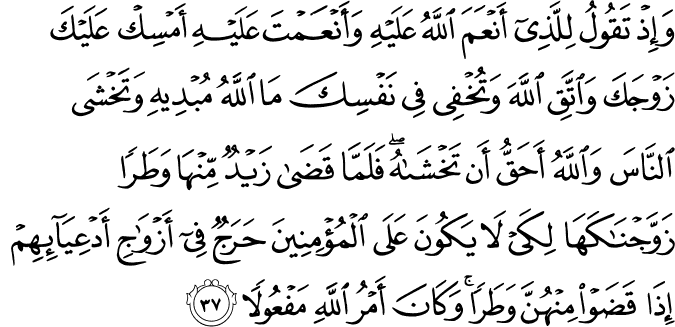 وَإِذْ تَقُولُ لِلَّذِىٓ أَنْعَمَ ٱللَّهُ عَلَيْهِ وَأَنْعَمْتَ عَلَيْهِ أَمْسِكْ عَلَيْكَ
زَوْجَكَ وَٱتَّقِ ٱللَّهَ وَتُخْفِى فِى نَفْسِكَ مَا ٱللَّهُ مُبْدِيهِ وَتَخْشَى
ٱلنَّاسَ وَٱللَّهُ أَحَقُّ أَن تَخْشَىٰهُ ۖ فَلَمَّا قَضَىٰ زَيْدٌ مِّنْهَا وَطَرًا
زَوَّجْنَـٰكَهَا لِكَىْ لَا يَكُونَ عَلَى ٱلْمُؤْمِنِينَ حَرَجٌ فِىٓ أَزْوَٰجِ أَدْعِيَآئِهِمْ
إِذَا قَضَوْا۟ مِنْهُنَّ وَطَرًا ۚ وَكَانَ أَمْرُ ٱللَّهِ مَفْعُولًا ٣٧